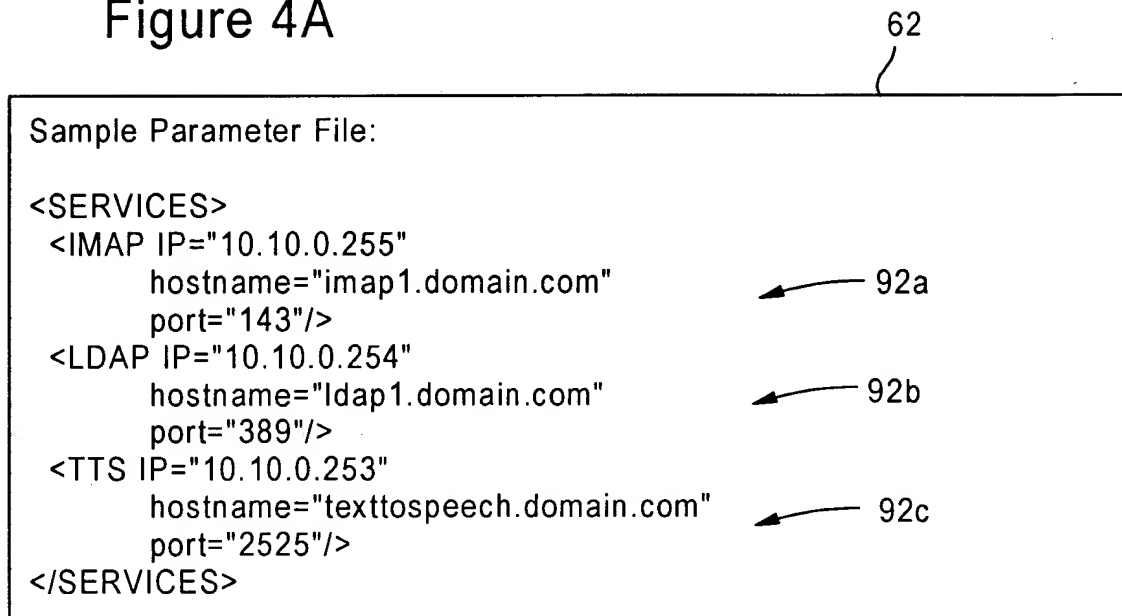 Figure 4A
62
Sample Parameter File:
<SERVICES>
<IMAP IP="10.10.0.255"
hostname="imap1.domain.com"
92a
port="143"/>
<LDAP IP="10.10.0.254"
hostname="ldap1.domain.com"
92b
port="389"/>
<TTS IP="10.10.0.253"
hostname="texttospeech.domain.com"
92c
port="2525"/>
</SERVICES>